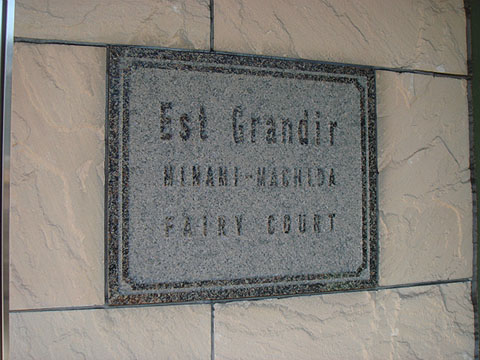 Est Grandir
MINAMI-MACHIDA
FAIRY COURT